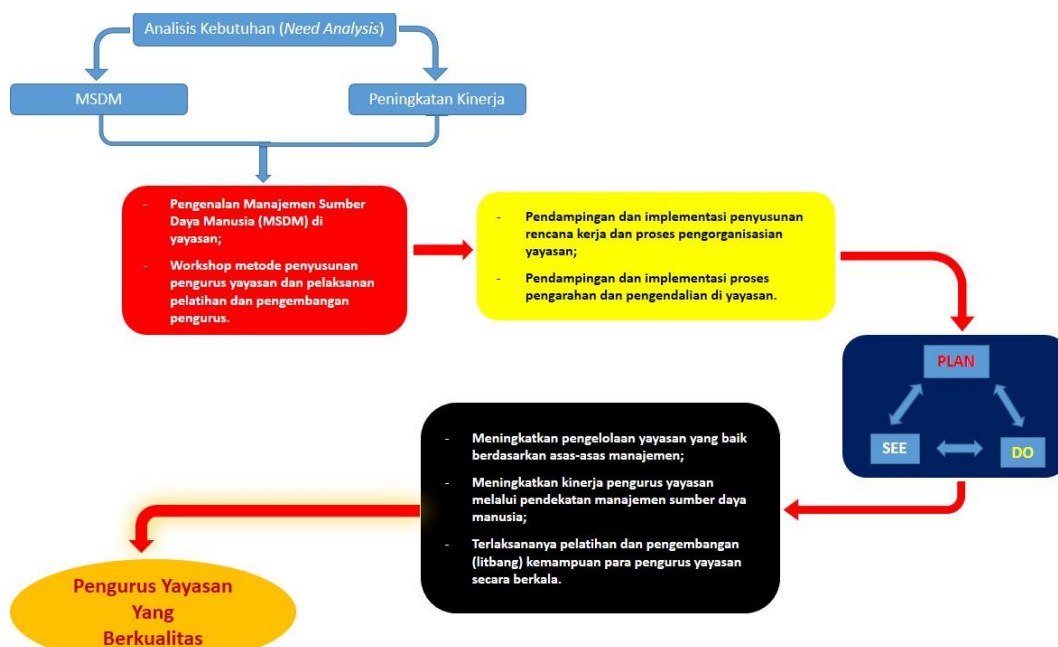 Analisis Kebutuhan (Need Analysis)
MSDM
Peningkatan Kinerja
- Pengenalan Manajemen Sumber
Daya Manusia (MSDM) di
yayasan;
- Workshop metode penyusunan
pengurus yayasan dan pelaksanan
pelatihan dan pengembangan
pengurus.
- Pendampingan dan implementasi penyusunan
rencana kerja dan proses pengorganisasian
yayasan;
- Pendampingan dan implementasi proses
pengarahan dan pengendalian di yayasan.
PLAN
SEE
DO
- Meningkatkan pengelolaan yayasan yang baik
berdasarkan asas-asas manajemen;
- Meningkatkan kinerja pengurus yayasan
melalui pendekatan manajemen sumber daya
manusia;
- Terlaksananya pelatihan dan pengembangan
(litbang) kemampuan para pengurus yayasan
secara berkala.
Pengurus Yayasan
Yang
Berkualitas